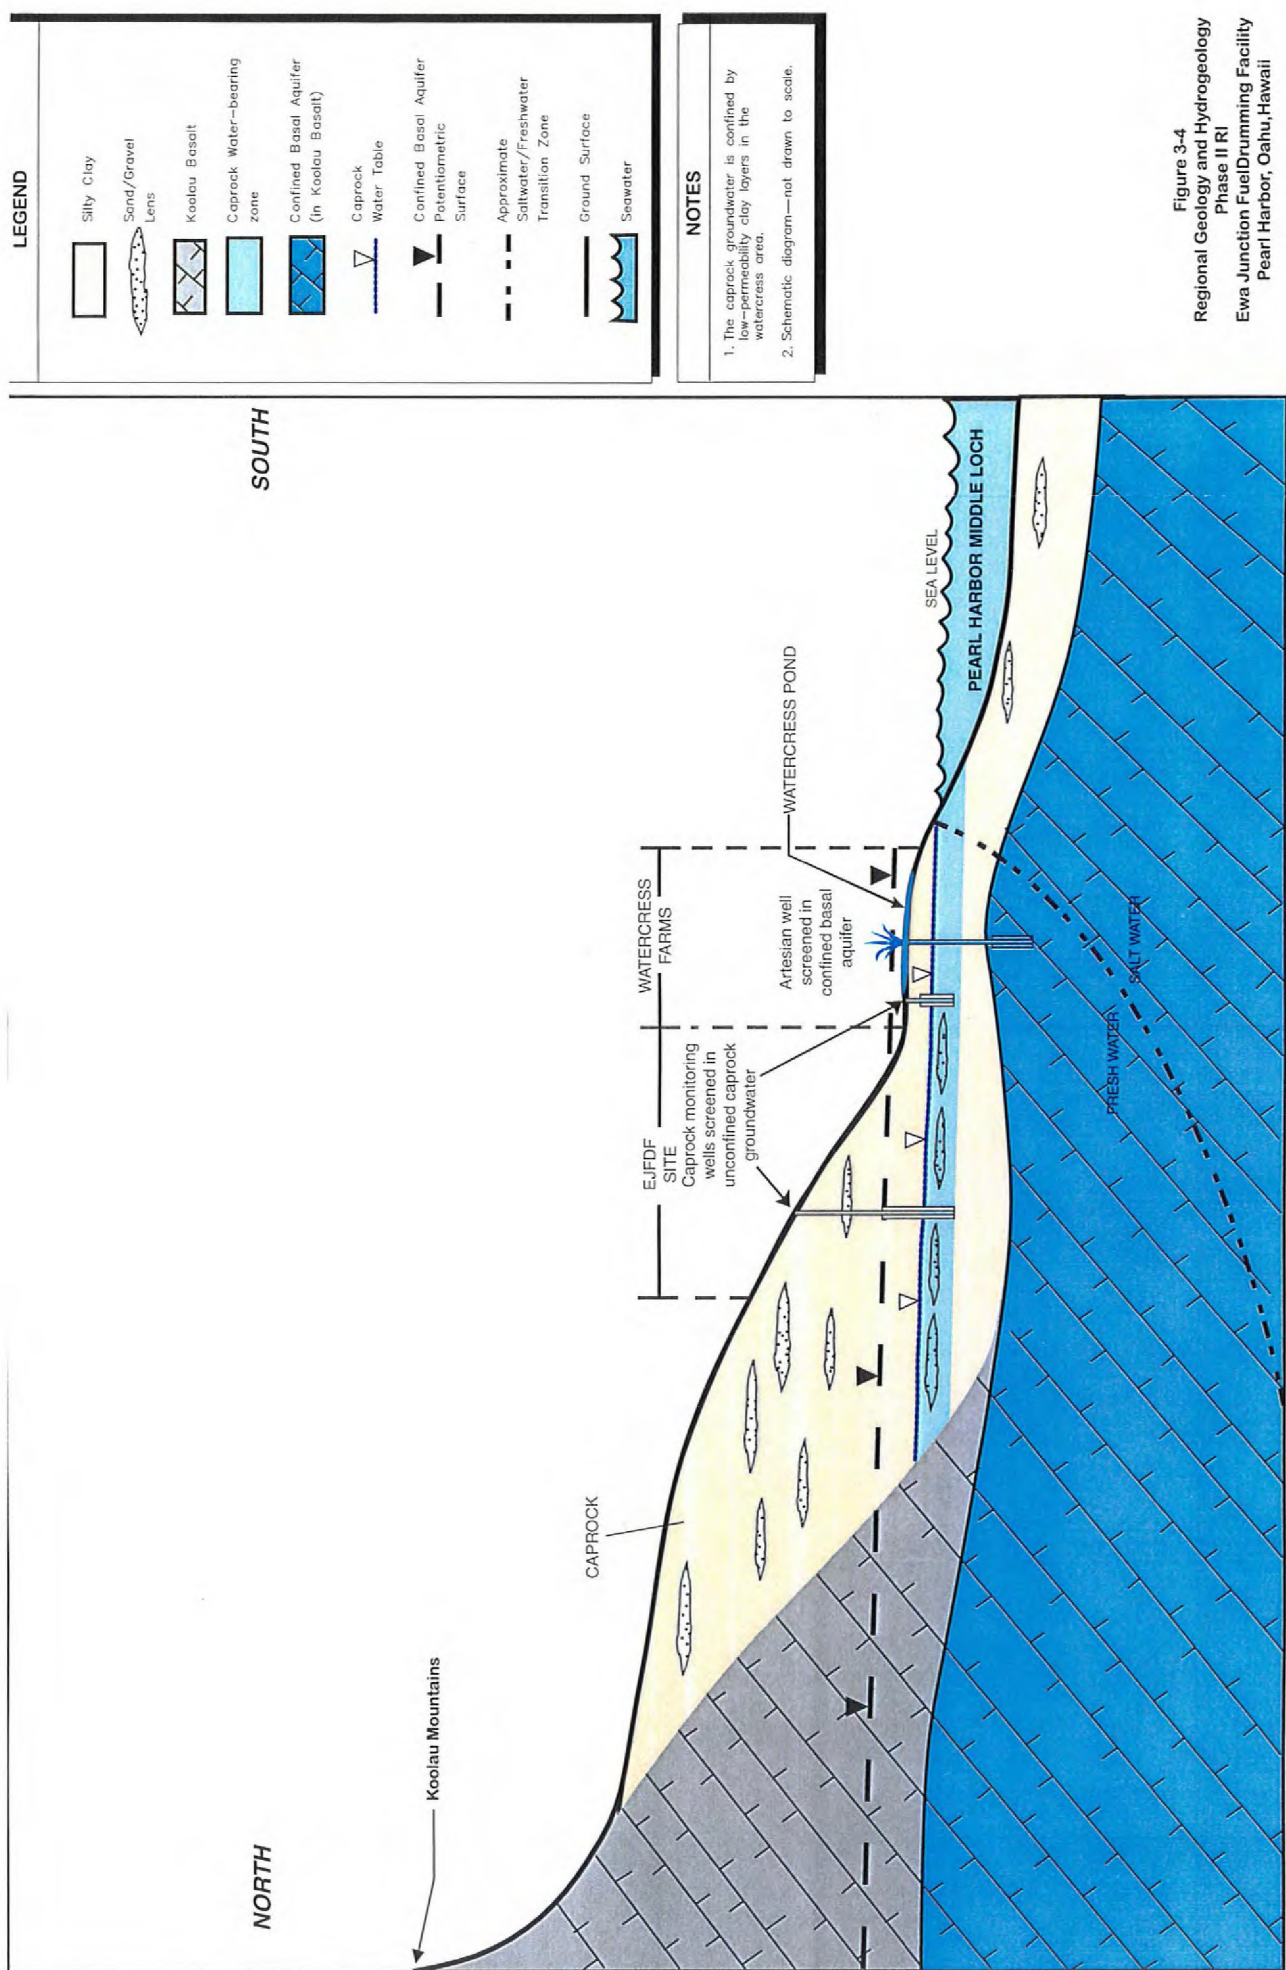 LEGEND
Silty Clay
Sand/Gravel
Lens
Koolau Basalt
Caprock Water-bearing
zone
Confined Basal Aquifer
(in Koolau Basalt)
Caprock
Water Table
Confined Basal Aquifer
Potentiometric
Surface
Approximate
Saltwater/Freshwater
Transition Zone
Ground Surface
Seawater
NOTES
1. The caprock groundwater is confined by
low-permeability clay layers in the
watercress area.
2. Schematic diagram—not drawn to scale.
Figure 3-4
Regional Geology and Hydrogeology
Phase II RI
Ewa Junction FuelDrumming Facility
Pearl Harbor, Oahu,Hawaii
NORTH
SOUTH
Koolau Mountains
CAPROCK
EJFDF
SITE
WATERCRESS
FARMS
Caprock monitoring
wells screened in
unconfined caprock
groundwater
Artesian well
screened in
confined basal
aquifer
WATERCRESS POND
SEA LEVEL
PEARL HARBOR MIDDLE LOCH
FRESH WATER
SALT WATER